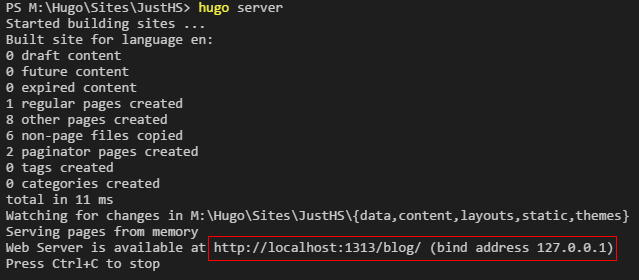 PS M:\Hugo\Sites\JustHS> hugo server
Started building sites ...
Built site for language en:
0 draft content
0 future content
0 expired content
1 regular pages created
8 other pages created
6 non-page files copied
2 paginator pages created
0 tags created
0 categories created
total in 11 ms
Watching for changes in M:\Hugo\Sites\JustHS\{data,content,layouts,static,themes}
Serving pages from memory
Web Server is available at http://localhost:1313/blog/ (bind address 127.0.0.1)
Press Ctrl+C to stop